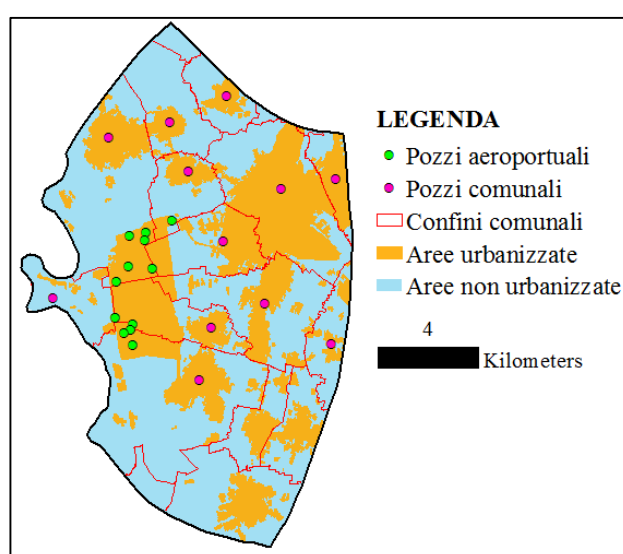 LEGENDA
Pozzi aeroportuali
Pozzi comunali
Confini comunali
Aree urbanizzate
Aree non urbanizzate
4
Kilometers